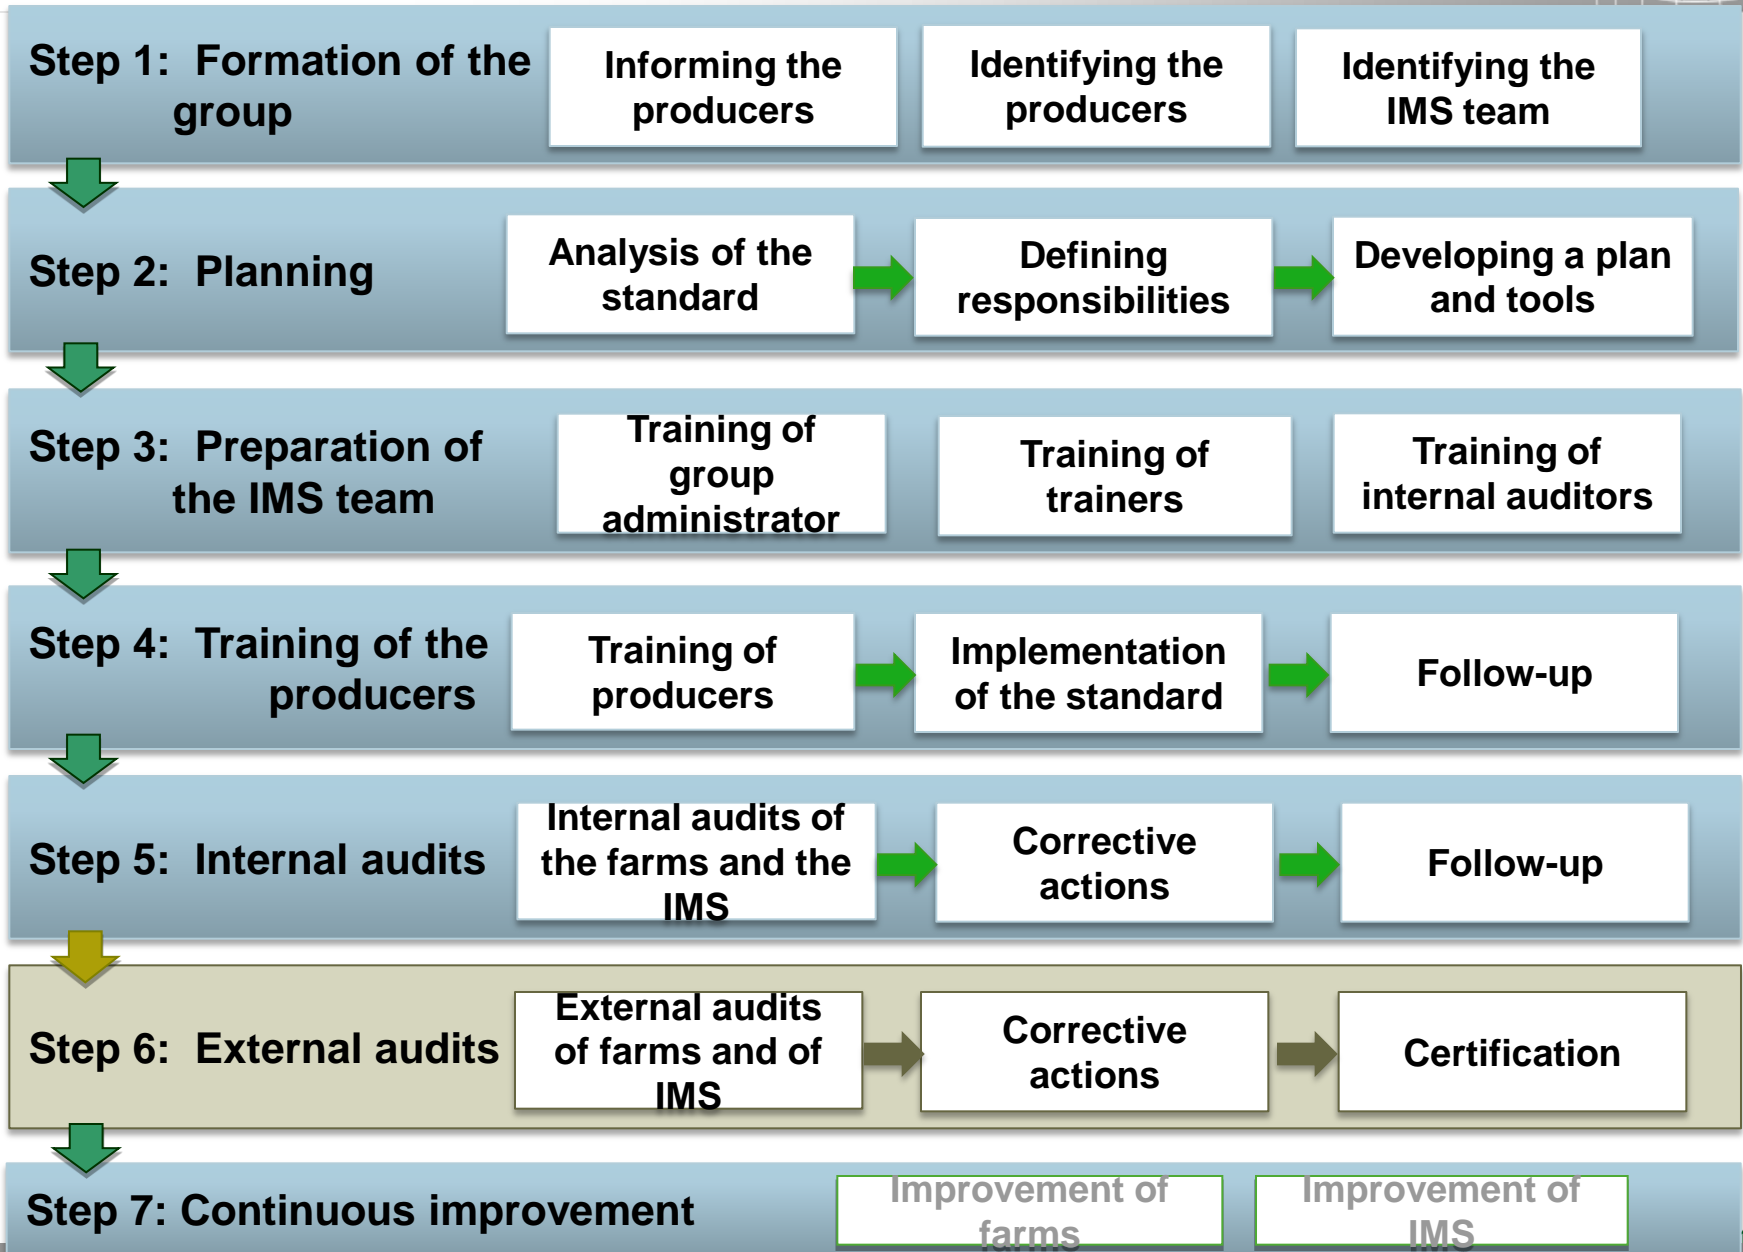 Step 1: Formation of the
group
Informing the
producers
Identifying the
producers
Identifying the
IMS team
Step 2: Planning
Analysis of the
standard
Defining
responsibilities
Developing a plan
and tools
Step 3: Preparation of
the IMS team
Training of
group
administrator
Training of
trainers
Training of
internal auditors
Step 4: Training of the
producers
Training of
producers
Implementation
of the standard
Follow-up
Step 5: Internal audits
Internal audits of
the farms and the
IMS
Corrective
actions
Follow-up
Step 6: External audits
External audits
of farms and of
IMS
Corrective
actions
Certification
Step 7: Continuous improvement
Improvement of
farms
Improvement of
IMS